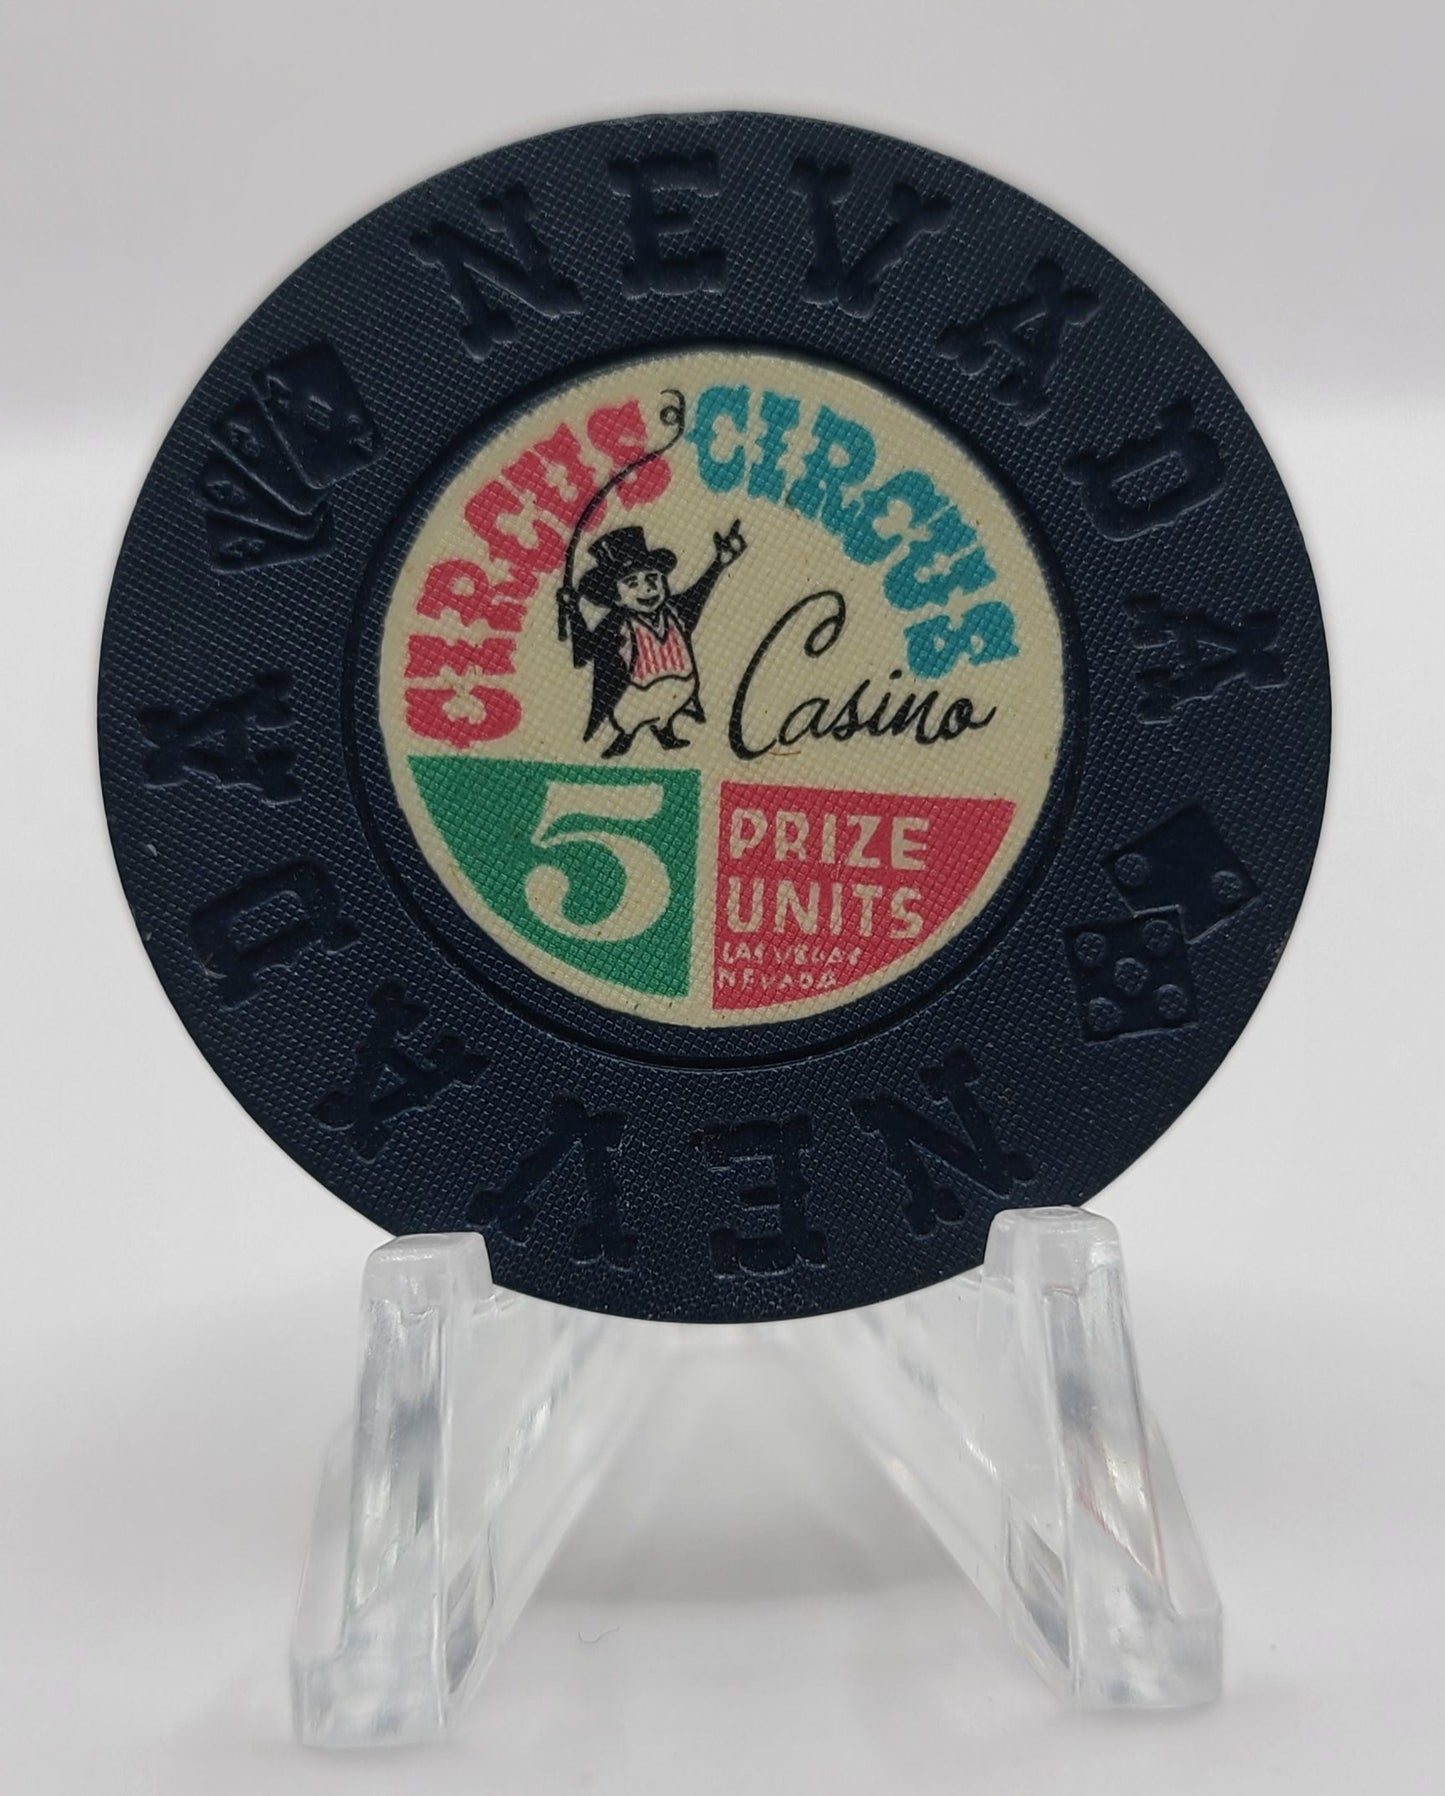 NEVADA
NEVADA
CIRCUS CIRCUS
Casino
5
PRIZE
UNITS
LAS VEGAS
NEVADA